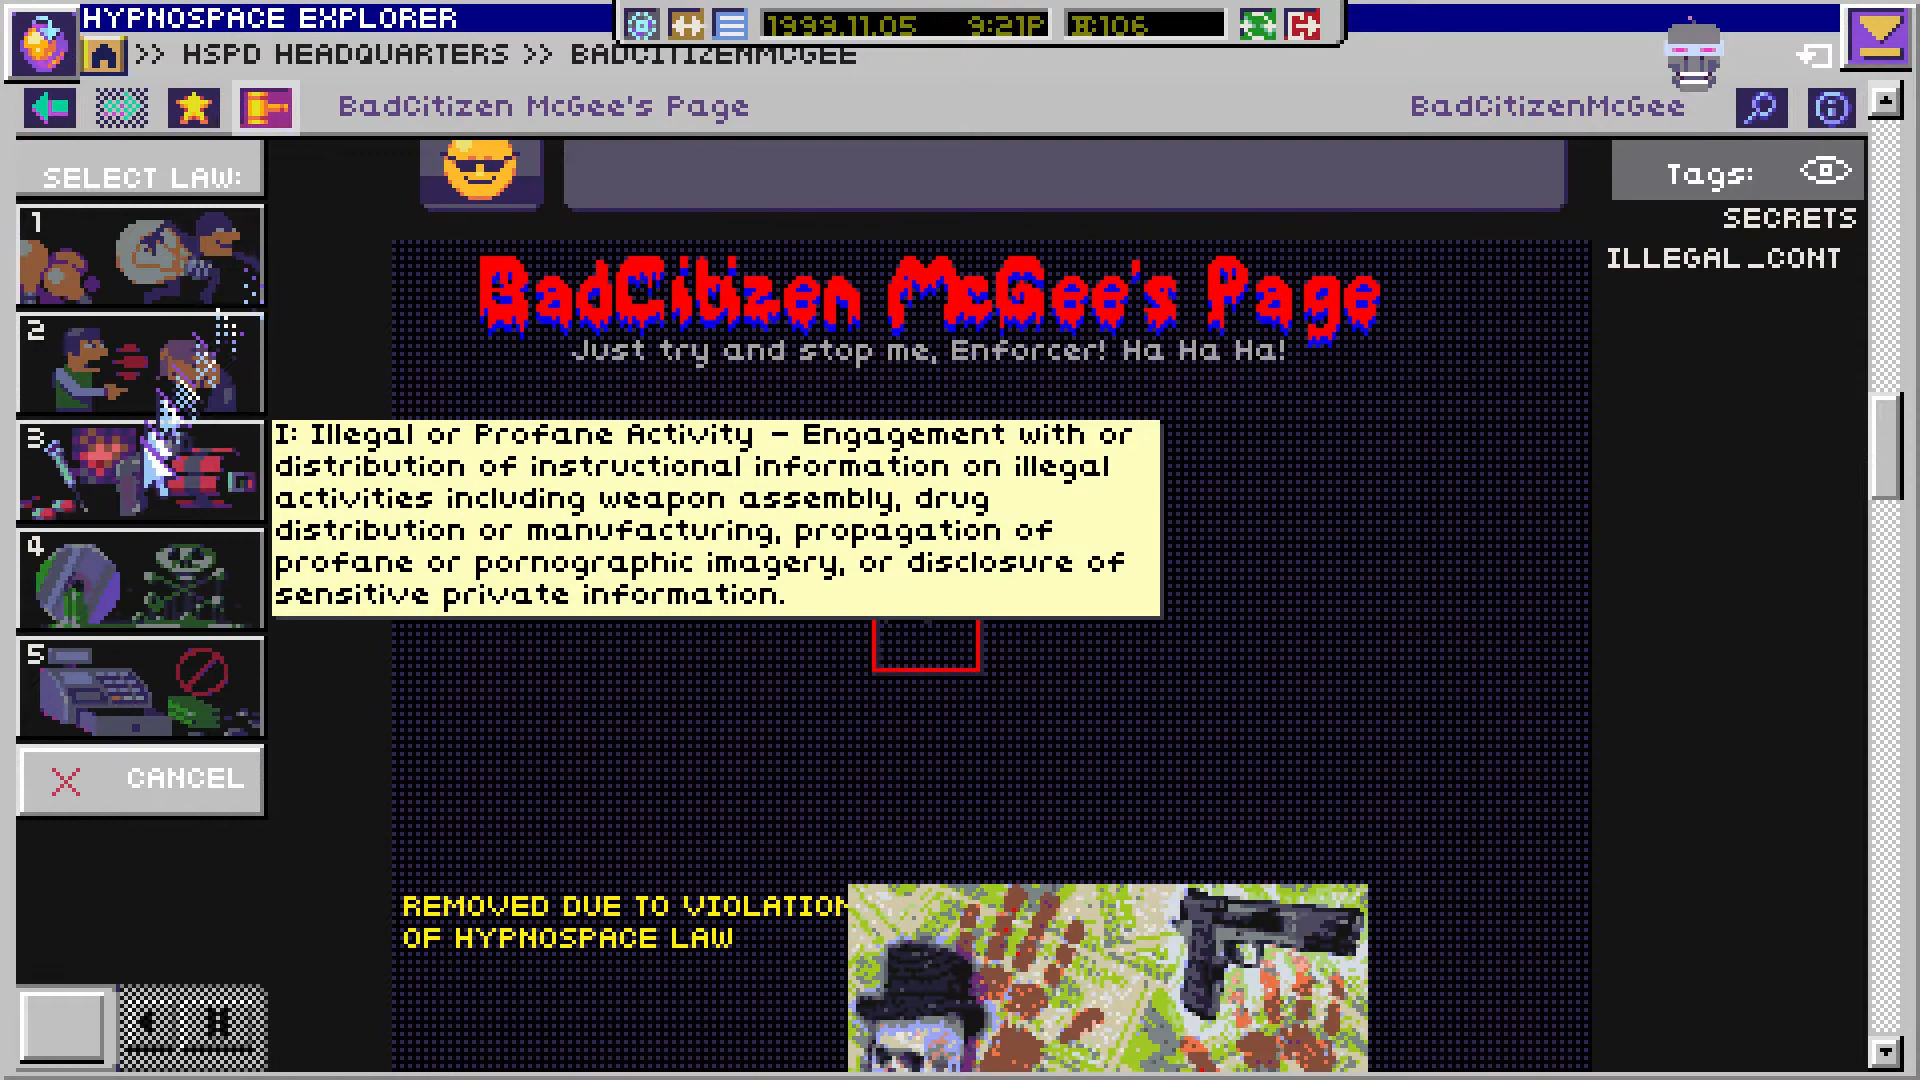 HYPNOSPACE EXPLORER
1999.11.05 9:21P
106
>> HSPD HEADQUARTERS >> BADCITIZENMCGEE
BadCitizen McGee's Page
BadCitizenMcGee
SELECT LAW:
Tags:
SECRETS
ILLEGAL_CONT
1
2
3
4
5
CANCEL
BadCitizen McGee's Page
Just try and stop me, Enforcer! Ha Ha Ha!
I: Illegal or Profane Activity - Engagement with or
distribution of instructional information on illegal
activities including weapon assembly, drug
distribution or manufacturing, propagation of
profane or pornographic imagery, or disclosure of
sensitive private information.
REMOVED DUE TO VIOLATION
OF HYPNOSPACE LAW